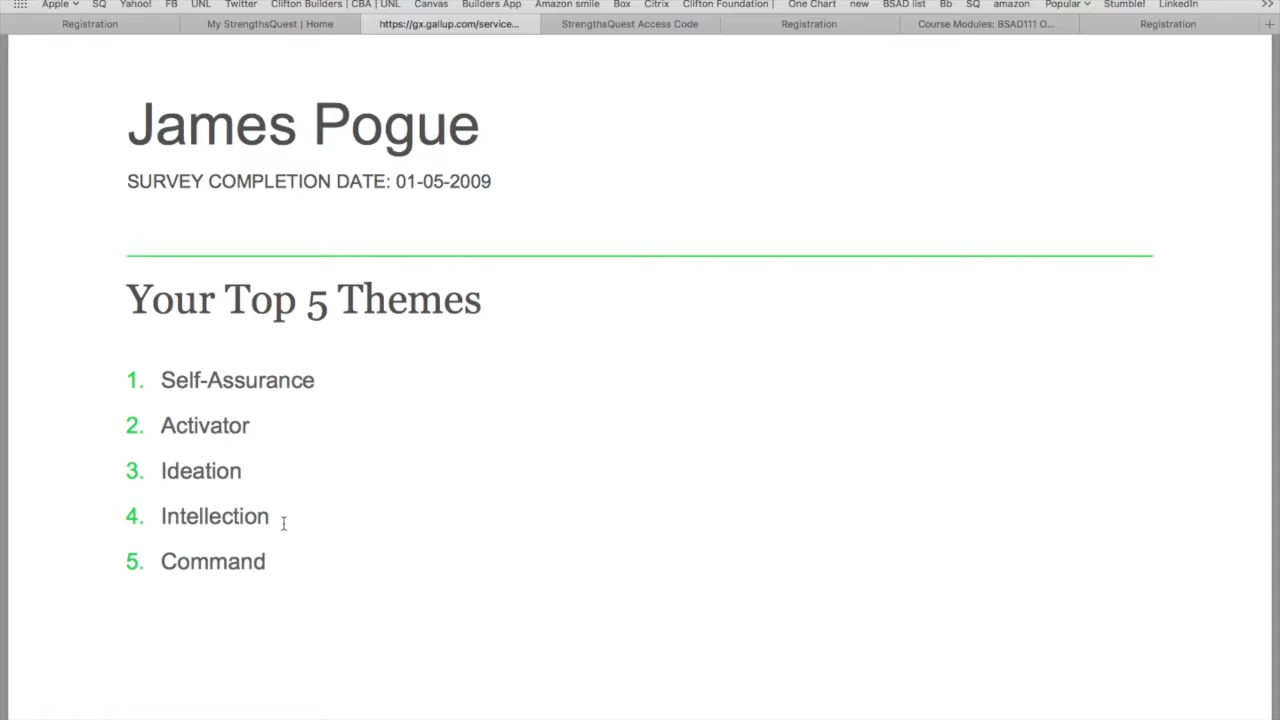 Apple SQ Yahoo! FB UNL Twitter Clifton Builders | CBA | UNL Canvas Builders App Amazon smile Box Citrix Clifton Foundation | One Chart new BSAD list Bb SQ amazon Popular Stumble! LinkedIn >>
Registration My StrengthsQuest | Home https://gx.gallup.com/service... StrengthsQuest Access Code Registration Course Modules: BSAD111 O... Registration +
James Pogue
SURVEY COMPLETION DATE: 01-05-2009
Your Top 5 Themes
1. Self-Assurance
2. Activator
3. Ideation
4. Intellection
5. Command